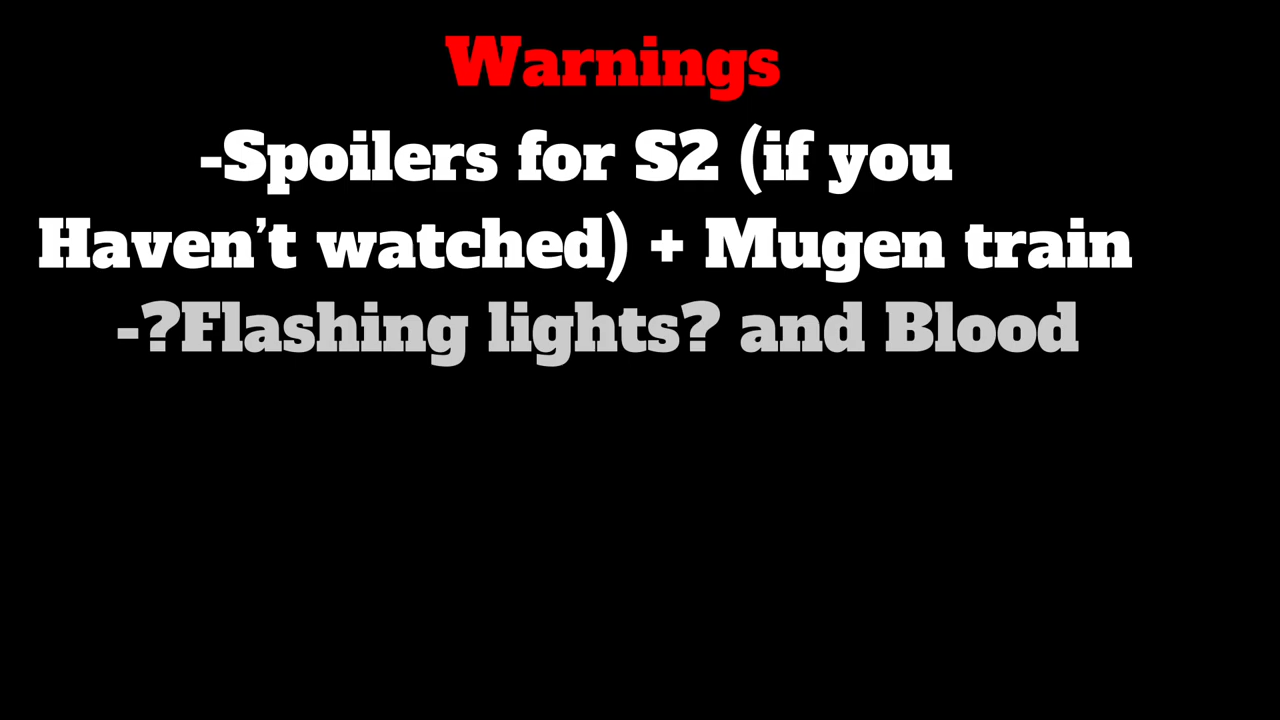 Warnings
-Spoilers for S2 (if you
Haven’t watched) + Mugen train
-?Flashing lights? and Blood